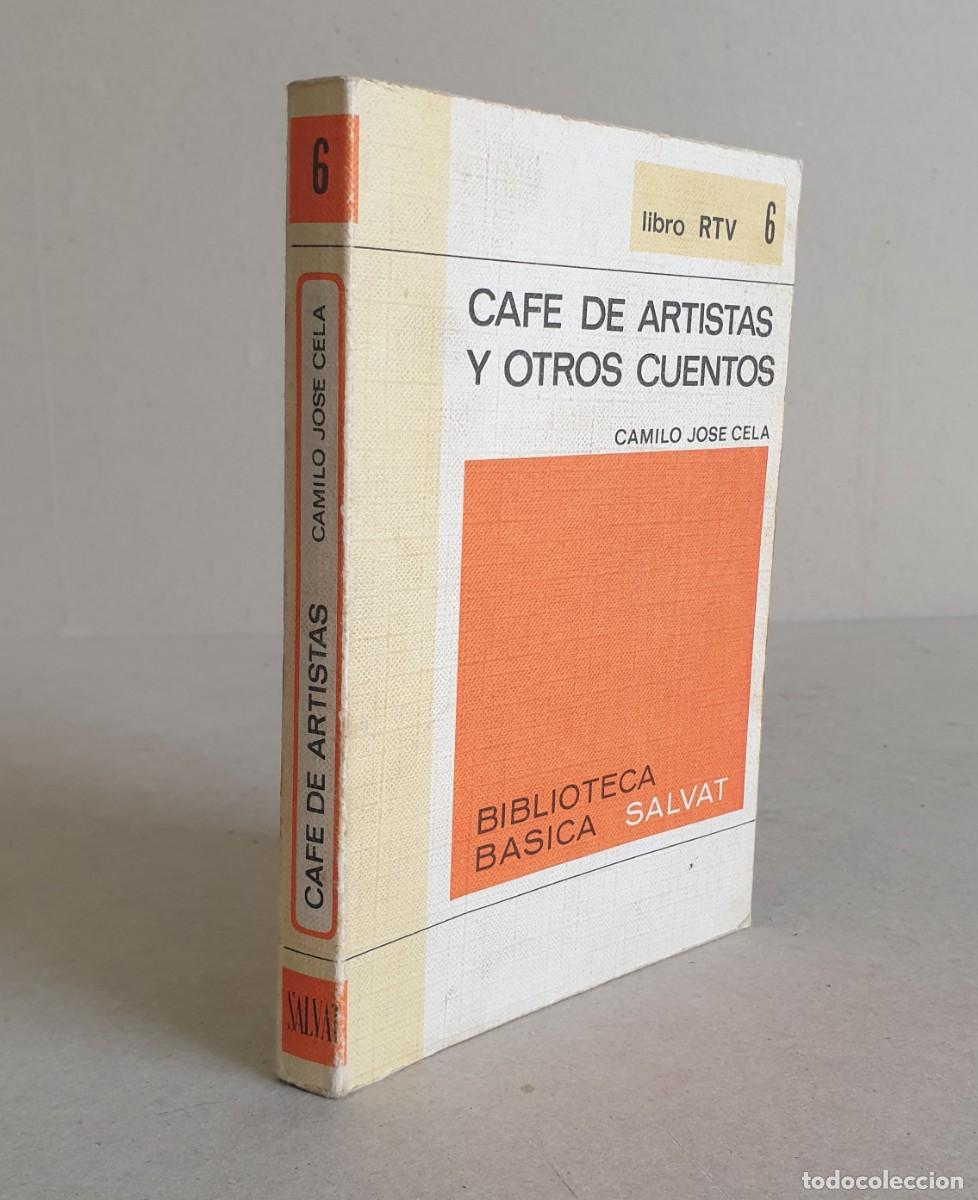 6
CAFE DE ARTISTAS CAMILO JOSE CELA
SALVAT
libro RTV 6
CAFE DE ARTISTAS
Y OTROS CUENTOS
CAMILO JOSE CELA
BIBLIOTECA
BASICA SALVAT
todocoleccion